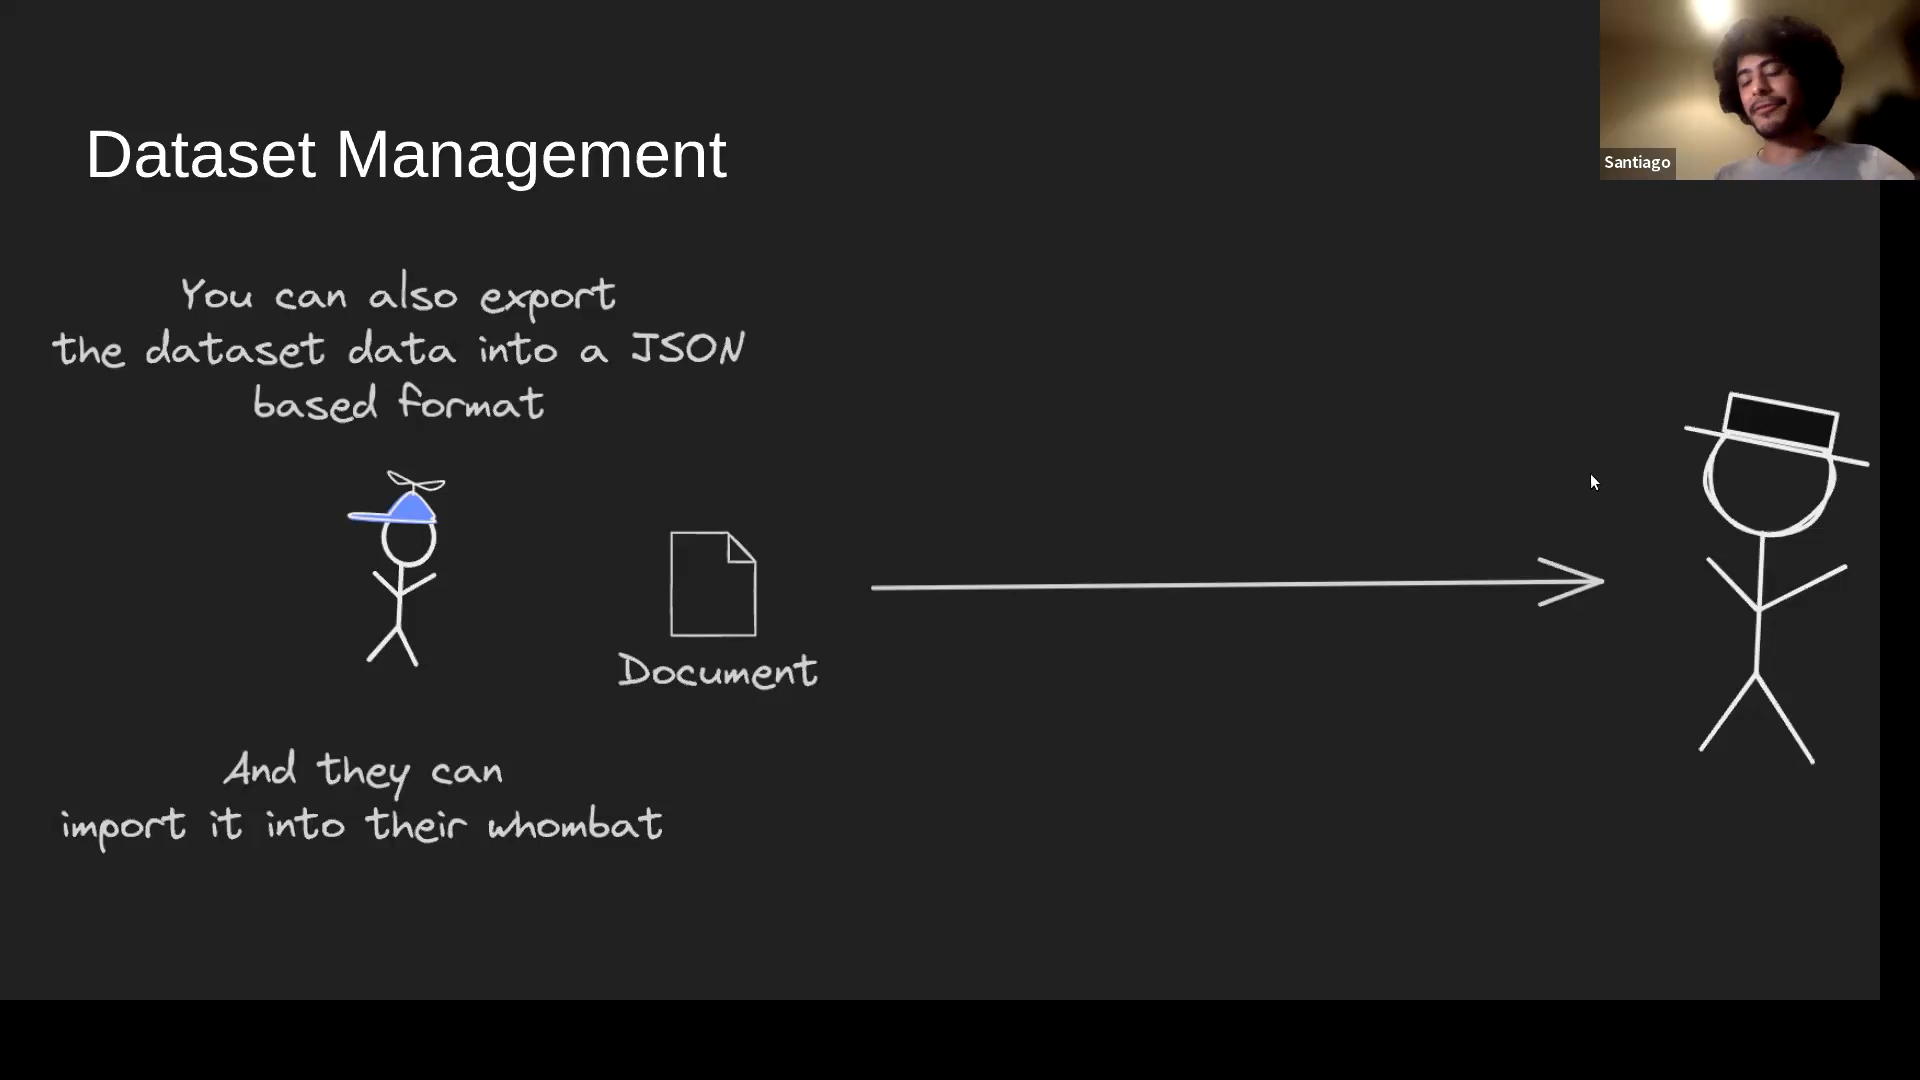 Dataset Management
Santiago
You can also export
the dataset data into a JSON
based format
Document
And they can
import it into their whombat